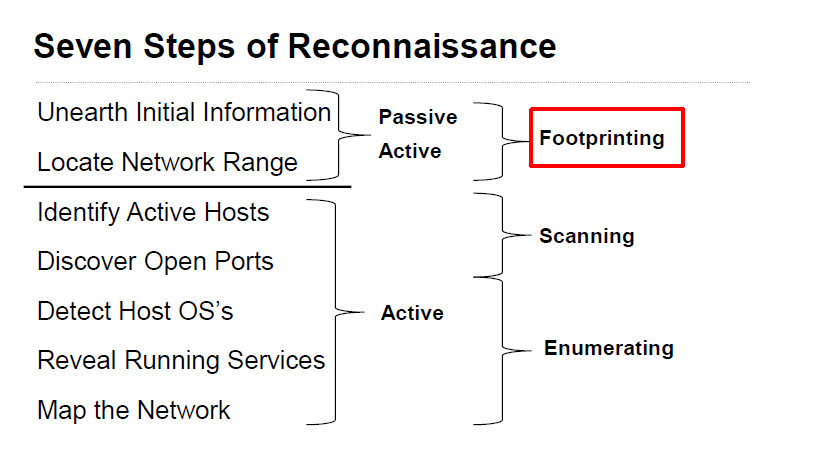 Seven Steps of Reconnaissance
Unearth Initial Information
Passive
Active
Footprinting
Locate Network Range
Identify Active Hosts
Scanning
Discover Open Ports
Detect Host OS’s
Active
Enumerating
Reveal Running Services
Map the Network